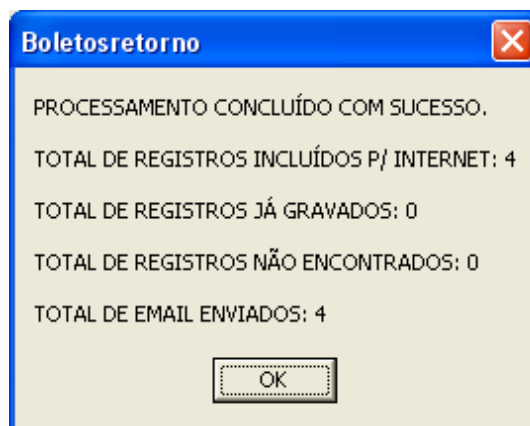 Boletosretorno
PROCESSAMENTO CONCLUÍDO COM SUCESSO.
TOTAL DE REGISTROS INCLUÍDOS P/ INTERNET: 4
TOTAL DE REGISTROS JÁ GRAVADOS: 0
TOTAL DE REGISTROS NÃO ENCONTRADOS: 0
TOTAL DE EMAIL ENVIADOS: 4
OK